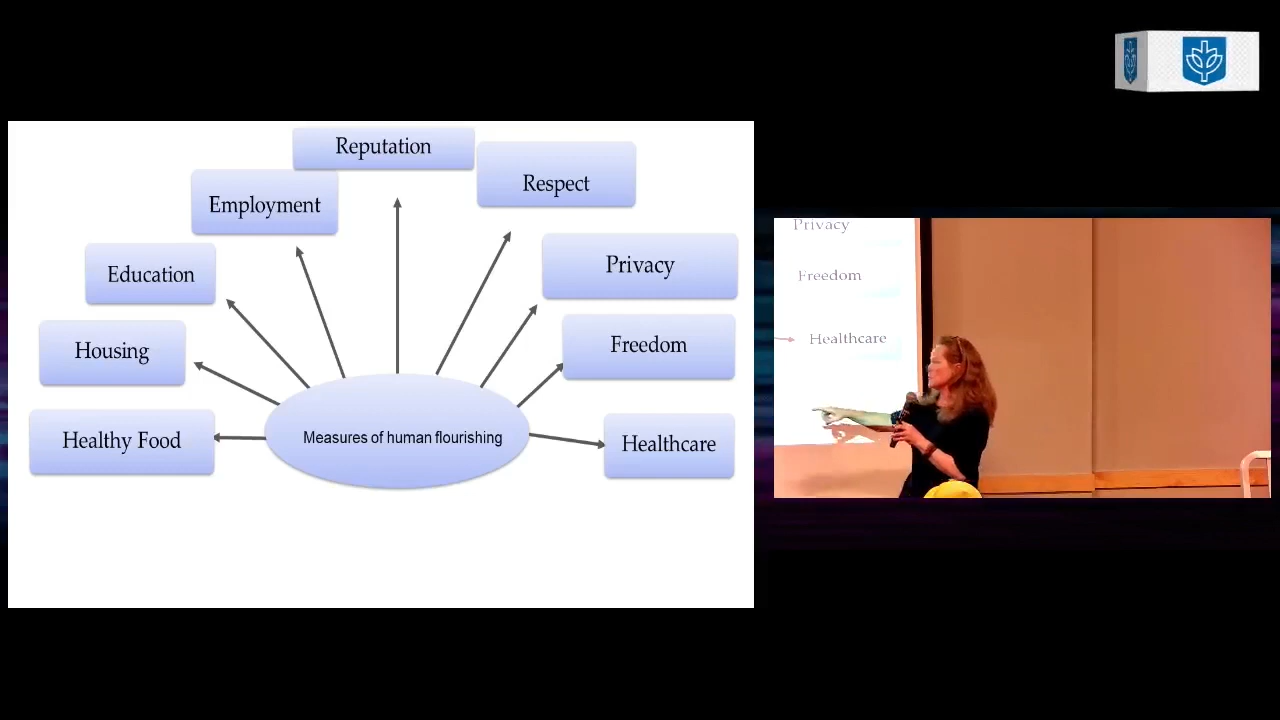 Reputation
Respect
Employment
Privacy
Education
Freedom
Housing
Healthy Food
Measures of human flourishing
Healthcare
Privacy
Freedom
Healthcare